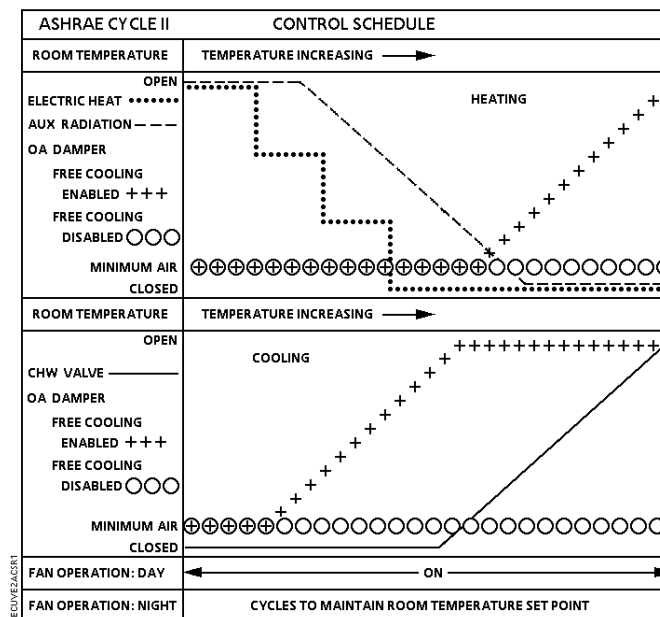 ASHRAE CYCLE II CONTROL SCHEDULE
ROOM TEMPERATURE TEMPERATURE INCREASING
OPEN
ELECTRIC HEAT
HEATING
AUX RADIATION
OA DAMPER
FREE COOLING
ENABLED
FREE COOLING
DISABLED
MINIMUM AIR
CLOSED
ROOM TEMPERATURE TEMPERATURE INCREASING
OPEN
COOLING
CHW VALVE
OA DAMPER
FREE COOLING
ENABLED
FREE COOLING
DISABLED
MINIMUM AIR
CLOSED
FAN OPERATION: DAY ON
FAN OPERATION: NIGHT CYCLES TO MAINTAIN ROOM TEMPERATURE SET POINT